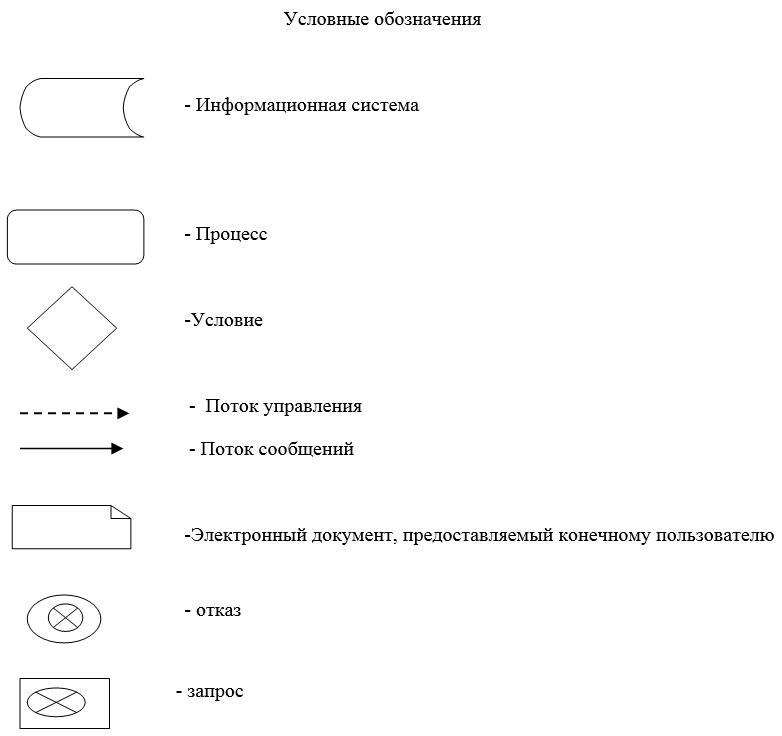 Условные обозначения
- Информационная система
- Процесс
-Условие
- Поток управления
- Поток сообщений
-Электронный документ, предоставляемый конечному пользователю
- отказ
- запрос